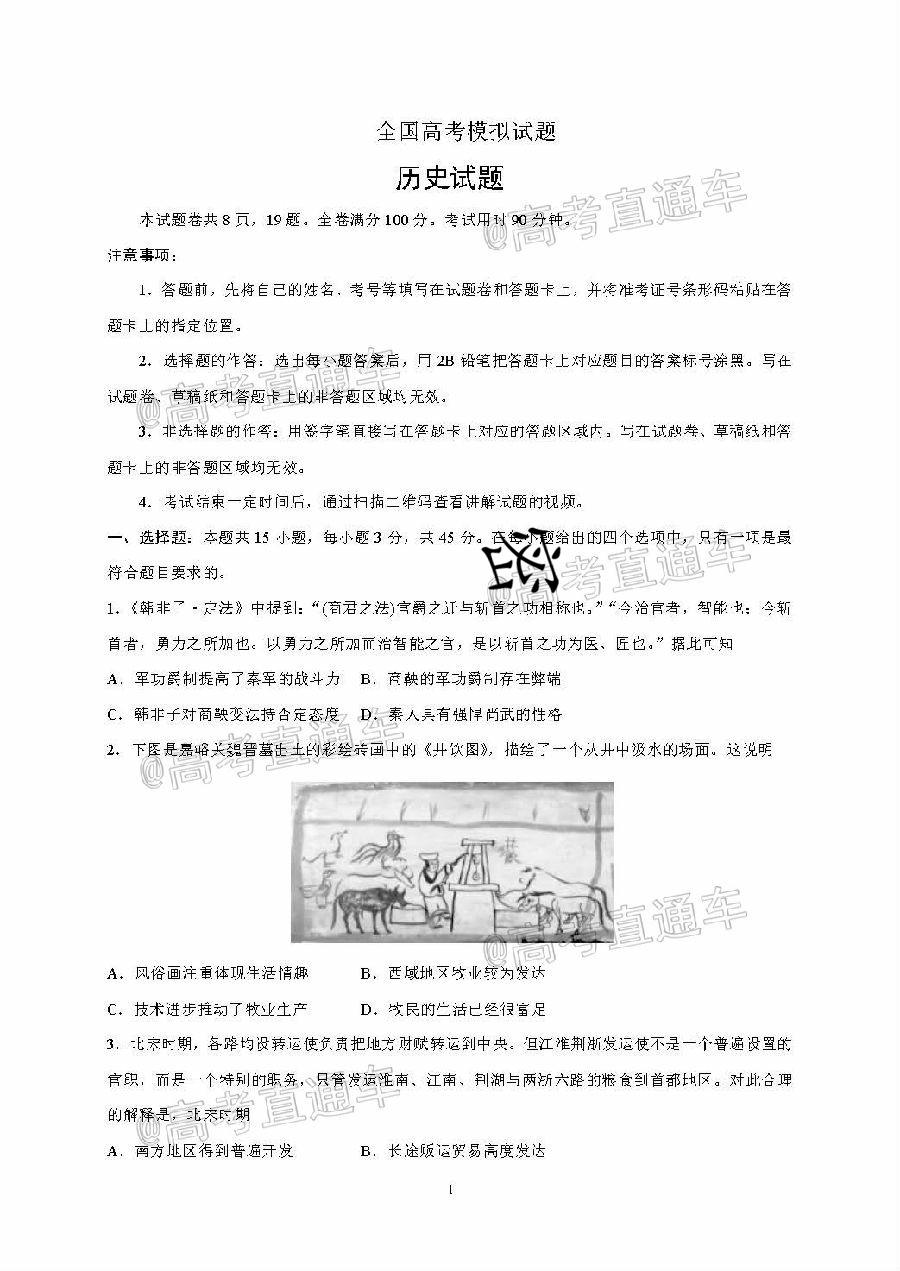 全国高考模拟试题
历史试题
本试题卷共8页，19题。全卷满分100分。考试用时90分钟。
注意事项：
1．答题前，先将自己的姓名、考号等填写在试题卷和答题卡上，并将准考证号条形码粘贴在答
题卡上的指定位置。
2．选择题的作答：选出每小题答案后，用2B铅笔把答题卡上对应题目的答案标号涂黑。写在
试题卷、草稿纸和答题卡上的非答题区域均无效。
3．非选择题的作答：用签字笔直接写在答题卡上对应的答题区域内。写在试题卷、草稿纸和答
题卡上的非答题区域均无效。
4．考试结束一定时间后，通过扫描二维码查看讲解试题的视频。
一、选择题：本题共15小题，每小题3分，共45分。在每小题给出的四个选项中，只有一项是最
符合题目要求的。
密
1．《韩非子·定法》中提到：“(商君之法)官爵之迁与斩首之功相称也。”“今治官者，智能也；今斩
首者，勇力之所加也。以勇力之所加而治智能之官，是以斩首之功为医、匠也。”据此可知
A．军功爵制提高了秦军的战斗力 B．商鞅的军功爵制存在弊端
C．韩非子对商鞅变法持否定态度 D．秦人具有强悍尚武的性格
2．下图是嘉峪关魏晋墓出土的彩绘砖画中的《井饮图》，描绘了一个从井中汲水的场面。这说明
A．风俗画注重体现生活情趣 B．西域地区牧业较为发达
C．技术进步推动了牧业生产 D．牧民的生活已经很富足
3．北宋时期，各路均设转运使负责把地方财赋转运到中央。但江淮荆浙发运使不是一个普遍设置的
官职，而是一个特别的职务，只管发运淮南、江南、荆湖与两浙六路的粮食到首都地区。对此合理
的解释是，北宋时期
A．南方地区得到普遍开发 B．长途贩运贸易高度发达
1
@高考直通车
@高考直通车
@高考直通车
@高考直通车
@高考直通车
@高考直通车